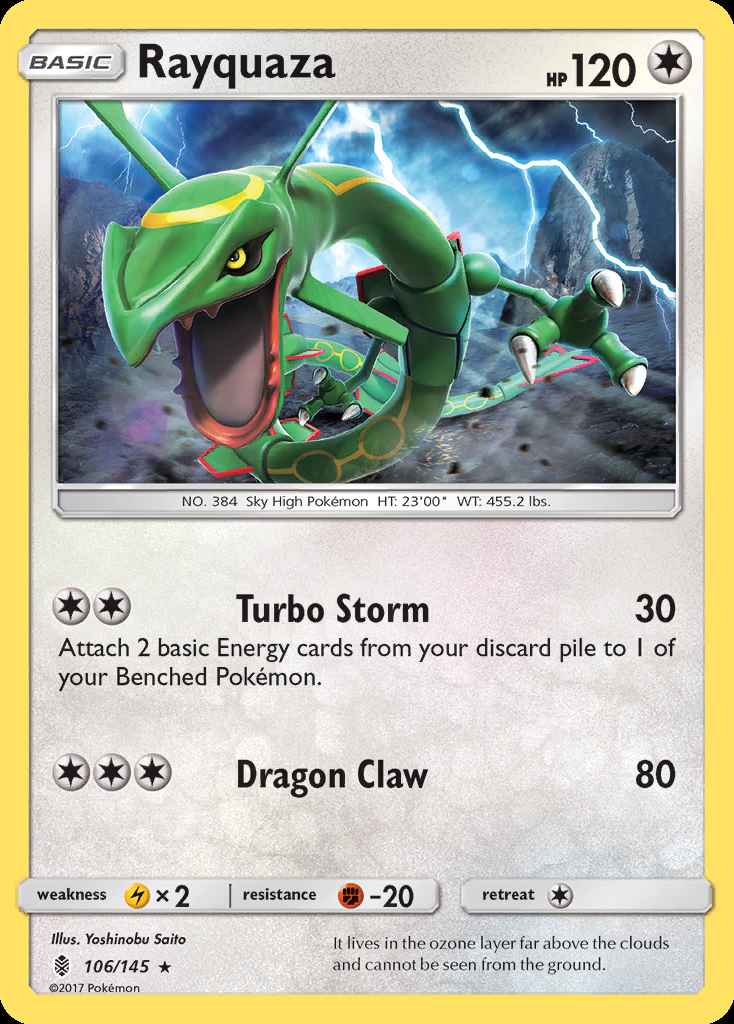 BASIC Rayquaza HP 120
NO. 384 Sky High Pokémon HT: 23'00" WT: 455.2 lbs.
Turbo Storm 30
Attach 2 basic Energy cards from your discard pile to 1 of
your Benched Pokémon.
Dragon Claw 80
weakness ×2 resistance -20 retreat
Illus. Yoshinobu Saito
106/145 ★
©2017 Pokémon
It lives in the ozone layer far above the clouds
and cannot be seen from the ground.